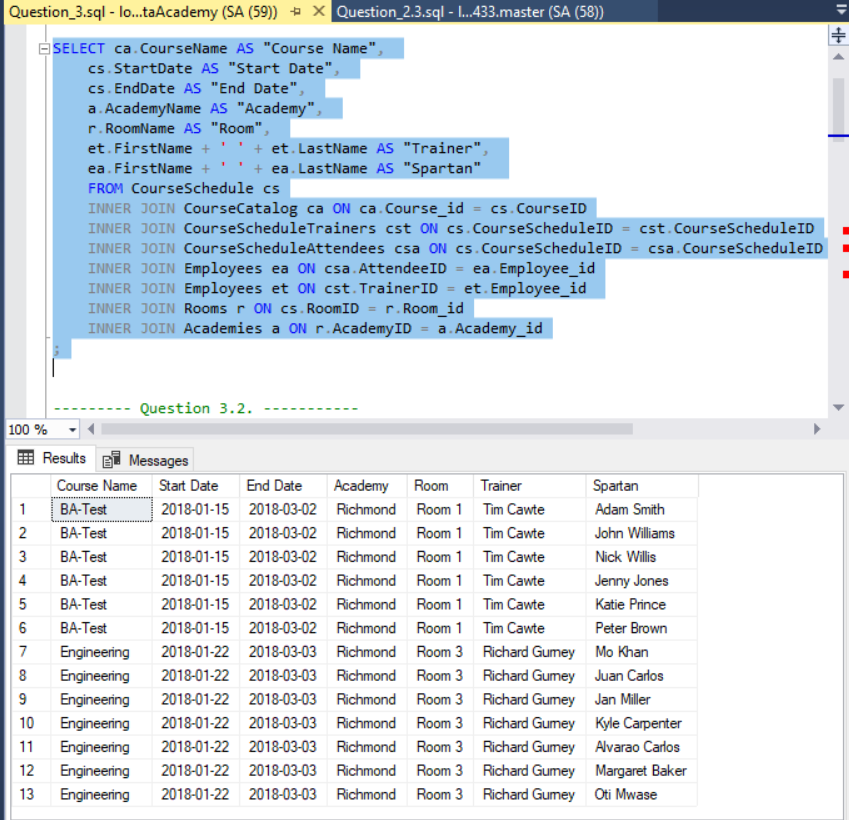 Question_3.sql - lo...taAcademy (SA (59)) Question_2.3.sql - l...433.master (SA (58))
SELECT ca.CourseName AS "Course Name",
cs.StartDate AS "Start Date",
cs.EndDate AS "End Date",
a.AcademyName AS "Academy",
r.RoomName AS "Room",
et.FirstName + ' ' + et.LastName AS "Trainer",
ea.FirstName + ' ' + ea.LastName AS "Spartan"
FROM CourseSchedule cs
INNER JOIN CourseCatalog ca ON ca.Course_id = cs.CourseID
INNER JOIN CourseScheduleTrainers cst ON cs.CourseScheduleID = cst.CourseScheduleID
INNER JOIN CourseScheduleAttendees csa ON cs.CourseScheduleID = csa.CourseScheduleID
INNER JOIN Employees ea ON csa.AttendeeID = ea.Employee_id
INNER JOIN Employees et ON cst.TrainerID = et.Employee_id
INNER JOIN Rooms r ON cs.RoomID = r.Room_id
INNER JOIN Academies a ON r.AcademyID = a.Academy_id
;
--------- Question 3.2. -----------
100 %
Results Messages
Course Name Start Date End Date Academy Room Trainer Spartan
1 BA-Test 2018-01-15 2018-03-02 Richmond Room 1 Tim Cawte Adam Smith
2 BA-Test 2018-01-15 2018-03-02 Richmond Room 1 Tim Cawte John Williams
3 BA-Test 2018-01-15 2018-03-02 Richmond Room 1 Tim Cawte Nick Willis
4 BA-Test 2018-01-15 2018-03-02 Richmond Room 1 Tim Cawte Jenny Jones
5 BA-Test 2018-01-15 2018-03-02 Richmond Room 1 Tim Cawte Katie Prince
6 BA-Test 2018-01-15 2018-03-02 Richmond Room 1 Tim Cawte Peter Brown
7 Engineering 2018-01-22 2018-03-03 Richmond Room 3 Richard Gurney Mo Khan
8 Engineering 2018-01-22 2018-03-03 Richmond Room 3 Richard Gurney Juan Carlos
9 Engineering 2018-01-22 2018-03-03 Richmond Room 3 Richard Gurney Jan Miller
10 Engineering 2018-01-22 2018-03-03 Richmond Room 3 Richard Gurney Kyle Carpenter
11 Engineering 2018-01-22 2018-03-03 Richmond Room 3 Richard Gurney Alvarao Carlos
12 Engineering 2018-01-22 2018-03-03 Richmond Room 3 Richard Gurney Margaret Baker
13 Engineering 2018-01-22 2018-03-03 Richmond Room 3 Richard Gurney Oti Mwase